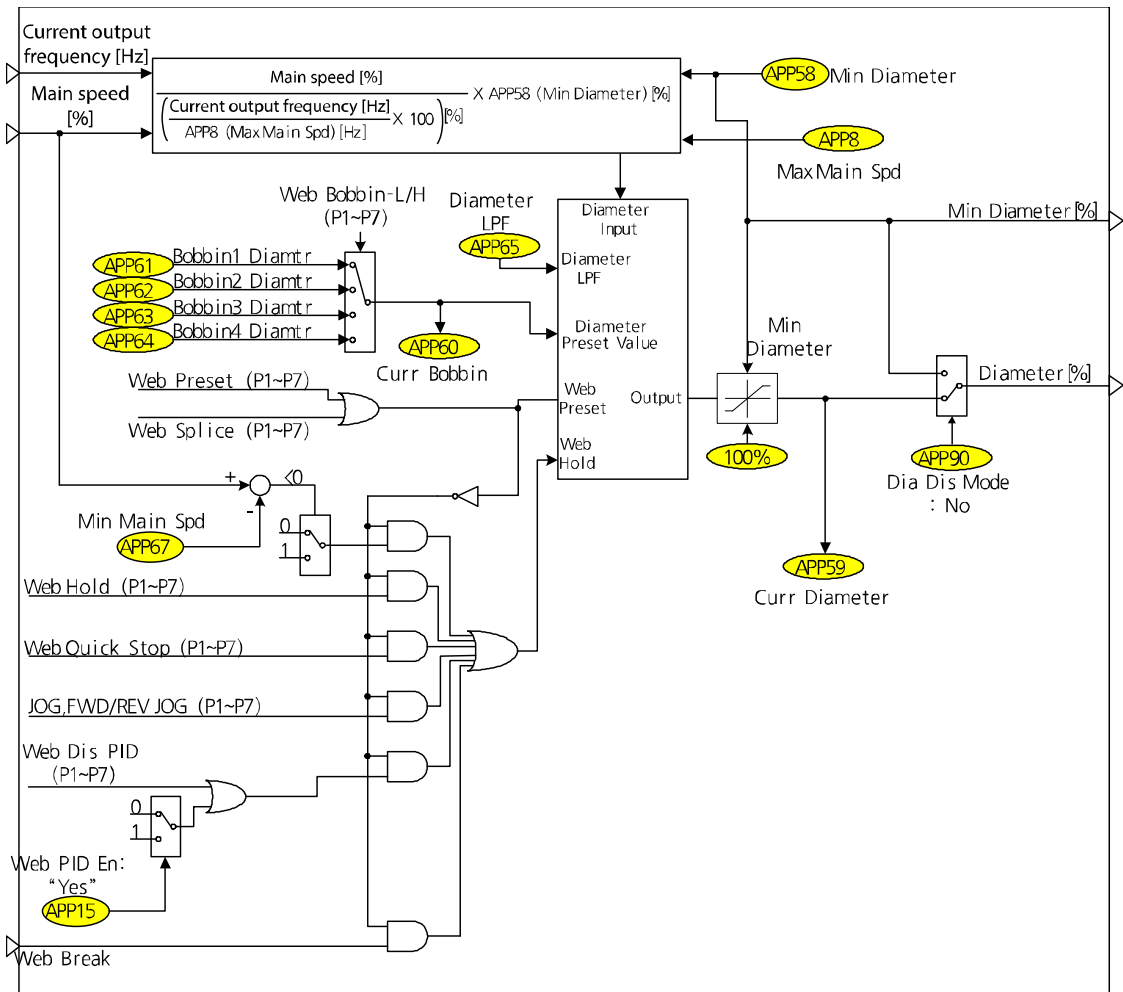 Current output
frequency [Hz]
Main speed
[%]
Main speed [%]
Current output frequency [Hz]
APP8 (Max Main Spd) [Hz]
X 100
[%]
X APP58 (Min Diameter) [%]
APP58
Min Diameter
APP8
Max Main Spd
Web Bobbin-L/H
(P1~P7)
Diameter
LPF
APP65
Diameter
Input
Min Diameter [%]
APP61
Bobbin1 Diamtr
APP62
Bobbin2 Diamtr
APP63
Bobbin3 Diamtr
APP64
Bobbin4 Diamtr
APP60
Curr Bobbin
Diameter
LPF
Diameter
Preset Value
Min
Diameter
Web Preset (P1~P7)
Web Splice (P1~P7)
Web
Preset
Output
Web
Hold
100%
Diameter [%]
APP90
Dia Dis Mode
: No
+
-
<0
Min Main Spd
APP67
0
1
APP59
Curr Diameter
Web Hold (P1~P7)
Web Quick Stop (P1~P7)
JOG,FWD/REV JOG (P1~P7)
Web Dis PID
(P1~P7)
0
1
Web PID En:
“Yes”
APP15
Web Break